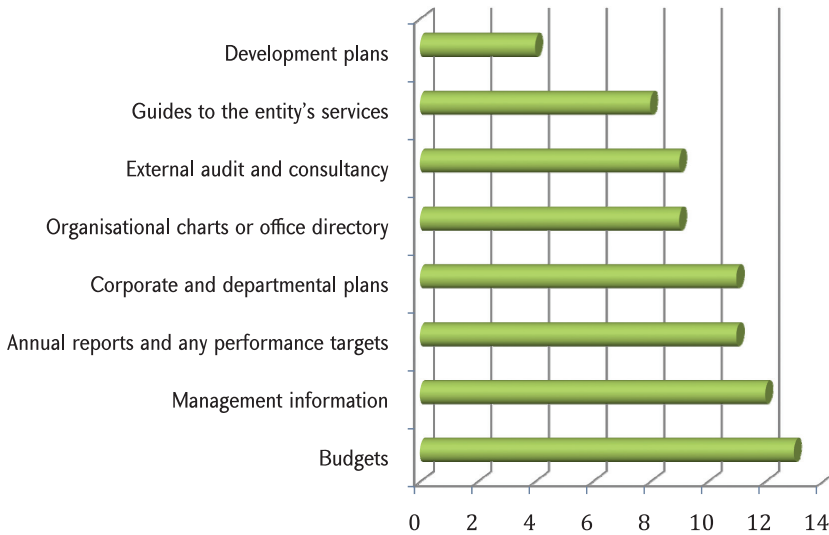 Development plans
Guides to the entity’s services
External audit and consultancy
Organisational charts or office directory
Corporate and departmental plans
Annual reports and any performance targets
Management information
Budgets
0 2 4 6 8 10 12 14